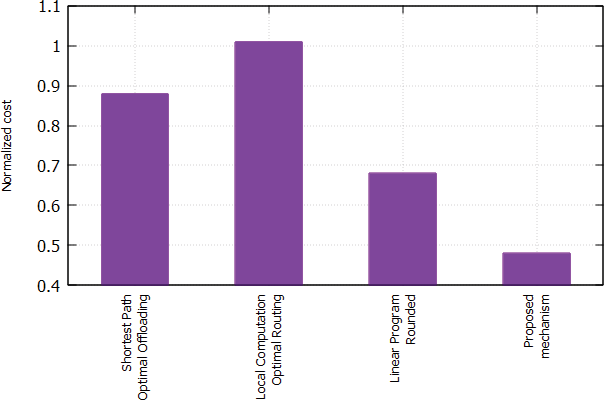 Normalized cost
1.1
1
0.9
0.8
0.7
0.6
0.5
0.4
Shortest Path
Optimal Offloading
Local Computation
Optimal Routing
Linear Program
Rounded
Proposed
mechanism